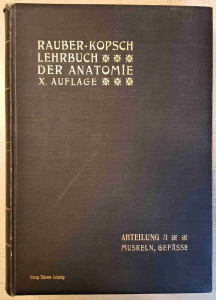 RAUBER-KOPSCH
LEHRBUCH
DER ANATOMIE
X. AUFLAGE
ABTEILUNG 3
MUSKELN, GEFÄSSE
Georg Thieme, Leipzig